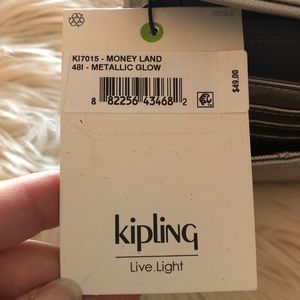 KI7015 - MONEY LAND
48I - METALLIC GLOW
$49.00
8 82256 43468 2
kipling
Live.Light